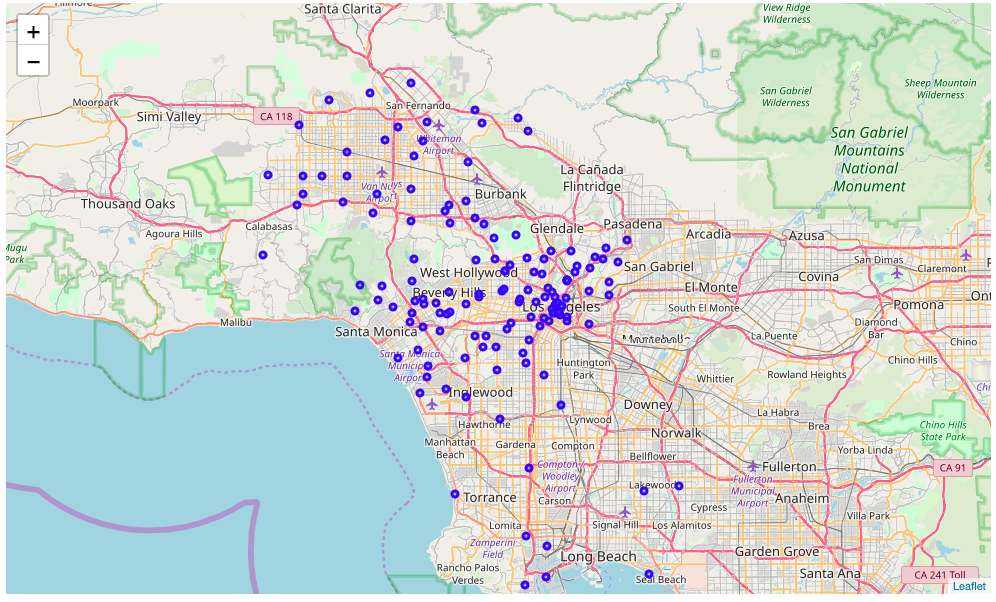 Fillmore
Santa Clarita
View Ridge
Wilderness
+
−
Moorpark
Simi Valley
CA 118
San Fernando
Whiteman
Airport
San Gabriel
Wilderness
Sheep Mountain
Wilderness
San Gabriel
Mountains
National
Monument
La Cañada
Flintridge
Van Nuys
Airport
Burbank
Thousand Oaks
Calabasas
Agoura Hills
Mugu
Park
Glendale
Pasadena
Arcadia
Azusa
San Dimas
Claremont
West Hollywood
San Gabriel
Covina
Beverly Hills
El Monte
Pomona
Los Angeles
South El Monte
Malibu
Santa Monica
Montebello
La Puente
Diamond
Bar
Chino
Santa Monica
Municipal
Airport
Huntington
Park
Rowland Heights
Chino Hills
Whittier
Chi
Inglewood
Downey
La Habra
Hawthorne
Lynwood
Brea
Chino Hills
State Park
Manhattan
Beach
Gardena
Compton
Norwalk
Yorba Linda
Bellflower
Compton/
Woodley
Airport
Fullerton
CA 91
Lakewood
Fullerton
Municipal
Airport
Torrance
Carson
Cypress
Anaheim
Lomita
Signal Hill
Los Alamitos
Villa Park
Zamperini
Field
Long Beach
Garden Grove
Rancho Palos
Verdes
Seal Beach
Santa Ana
CA 241 Toll
Leaflet